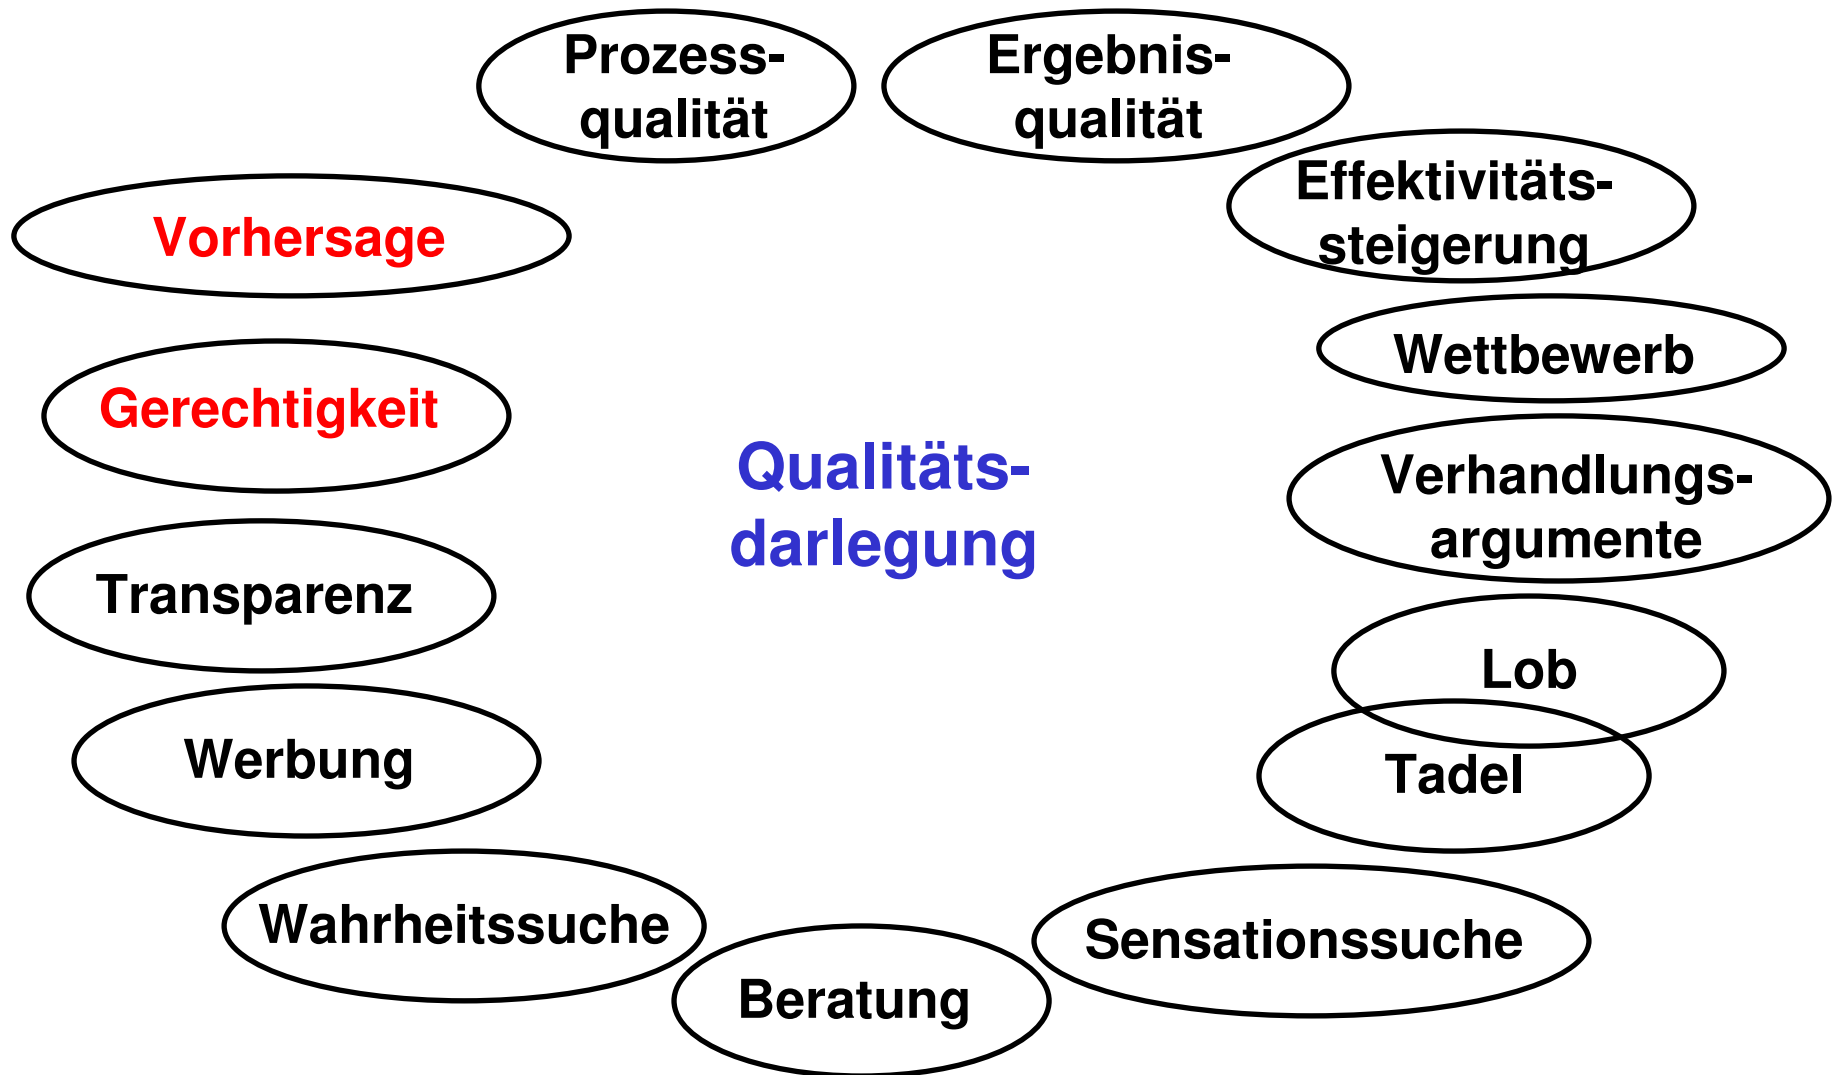 Prozess-
qualität
Ergebnis-
qualität
Effektivitäts-
steigerung
Vorhersage
Wettbewerb
Gerechtigkeit
Qualitäts-
darlegung
Verhandlungs-
argumente
Transparenz
Lob
Werbung
Tadel
Wahrheitssuche
Sensationssuche
Beratung